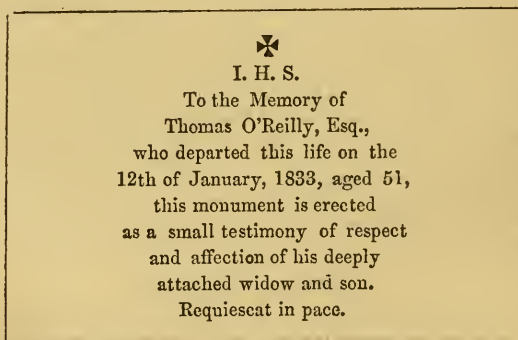 ✠
I. H. S.
To the Memory of
Thomas O'Reilly, Esq.,
who departed this life on the
12th of January, 1833, aged 51,
this monument is erected
as a small testimony of respect
and affection of his deeply
attached widow and son.
Requiescat in pace.